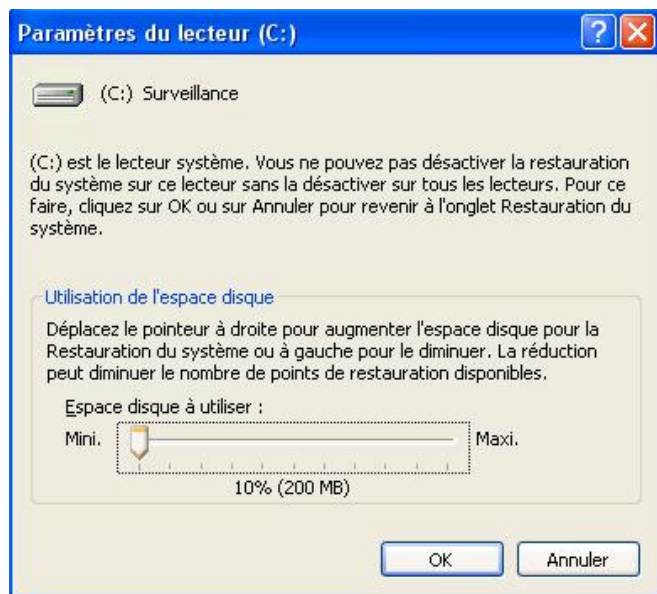 Paramètres du lecteur (C:)
(C:) Surveillance
(C:) est le lecteur système. Vous ne pouvez pas désactiver la restauration
du système sur ce lecteur sans la désactiver sur tous les lecteurs. Pour ce
faire, cliquez sur OK ou sur Annuler pour revenir à l'onglet Restauration du
système.
Utilisation de l'espace disque
Déplacez le pointeur à droite pour augmenter l'espace disque pour la
Restauration du système ou à gauche pour le diminuer. La réduction
peut diminuer le nombre de points de restauration disponibles.
Espace disque à utiliser :
Mini. Maxi.
10% (200 MB)
OK Annuler